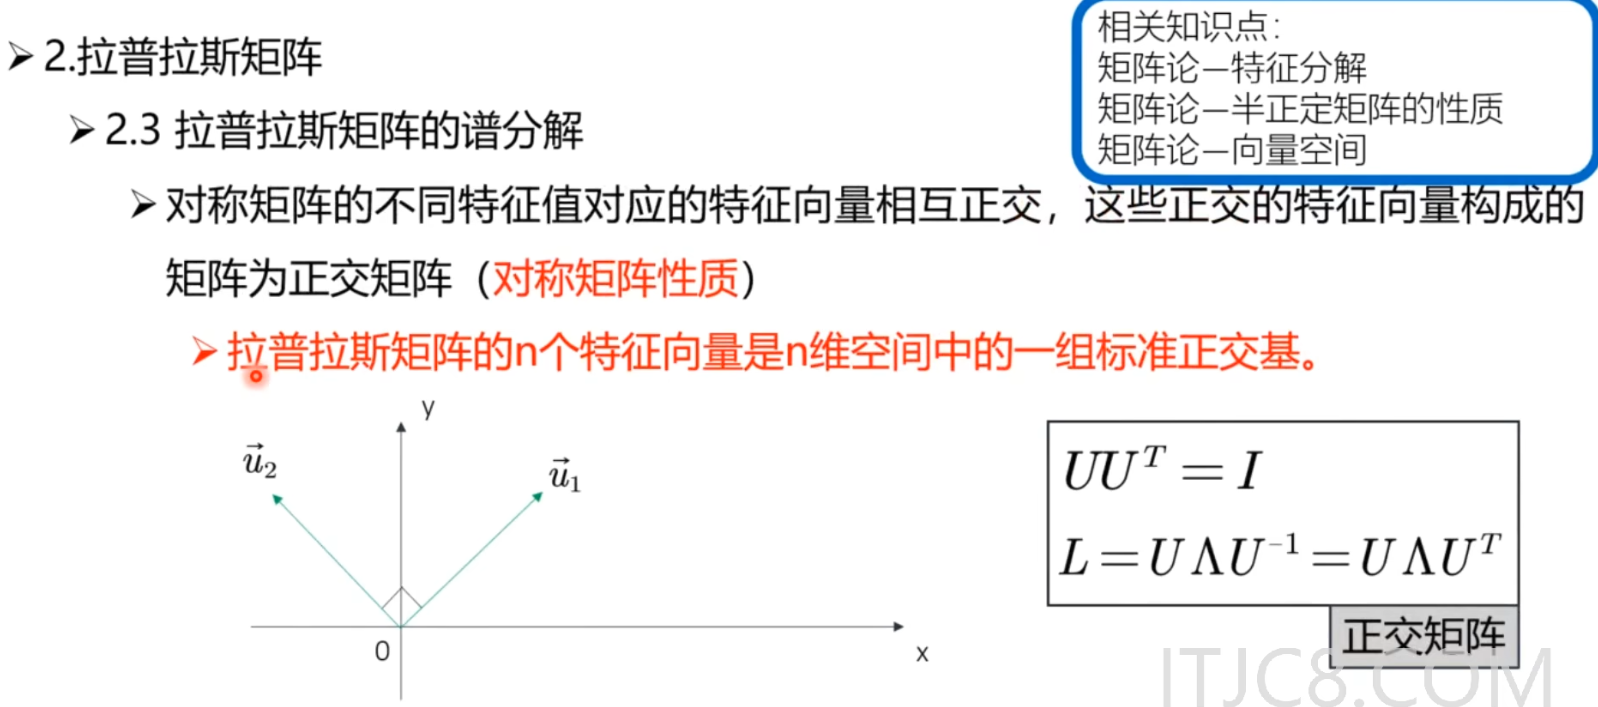 相关知识点：
矩阵论—特征分解
矩阵论—半正定矩阵的性质
矩阵论—向量空间
➢ 2.拉普拉斯矩阵
➢ 2.3 拉普拉斯矩阵的谱分解
➢ 对称矩阵的不同特征值对应的特征向量相互正交，这些正交的特征向量构成的
矩阵为正交矩阵（对称矩阵性质）
➢ 拉普拉斯矩阵的n个特征向量是n维空间中的一组标准正交基。
y
$\vec{u}_2$
$\vec{u}_1$
0
x
$UU^T = I$
$L = U\Lambda U^{-1} = U\Lambda U^T$
正交矩阵
ITJC8.COM